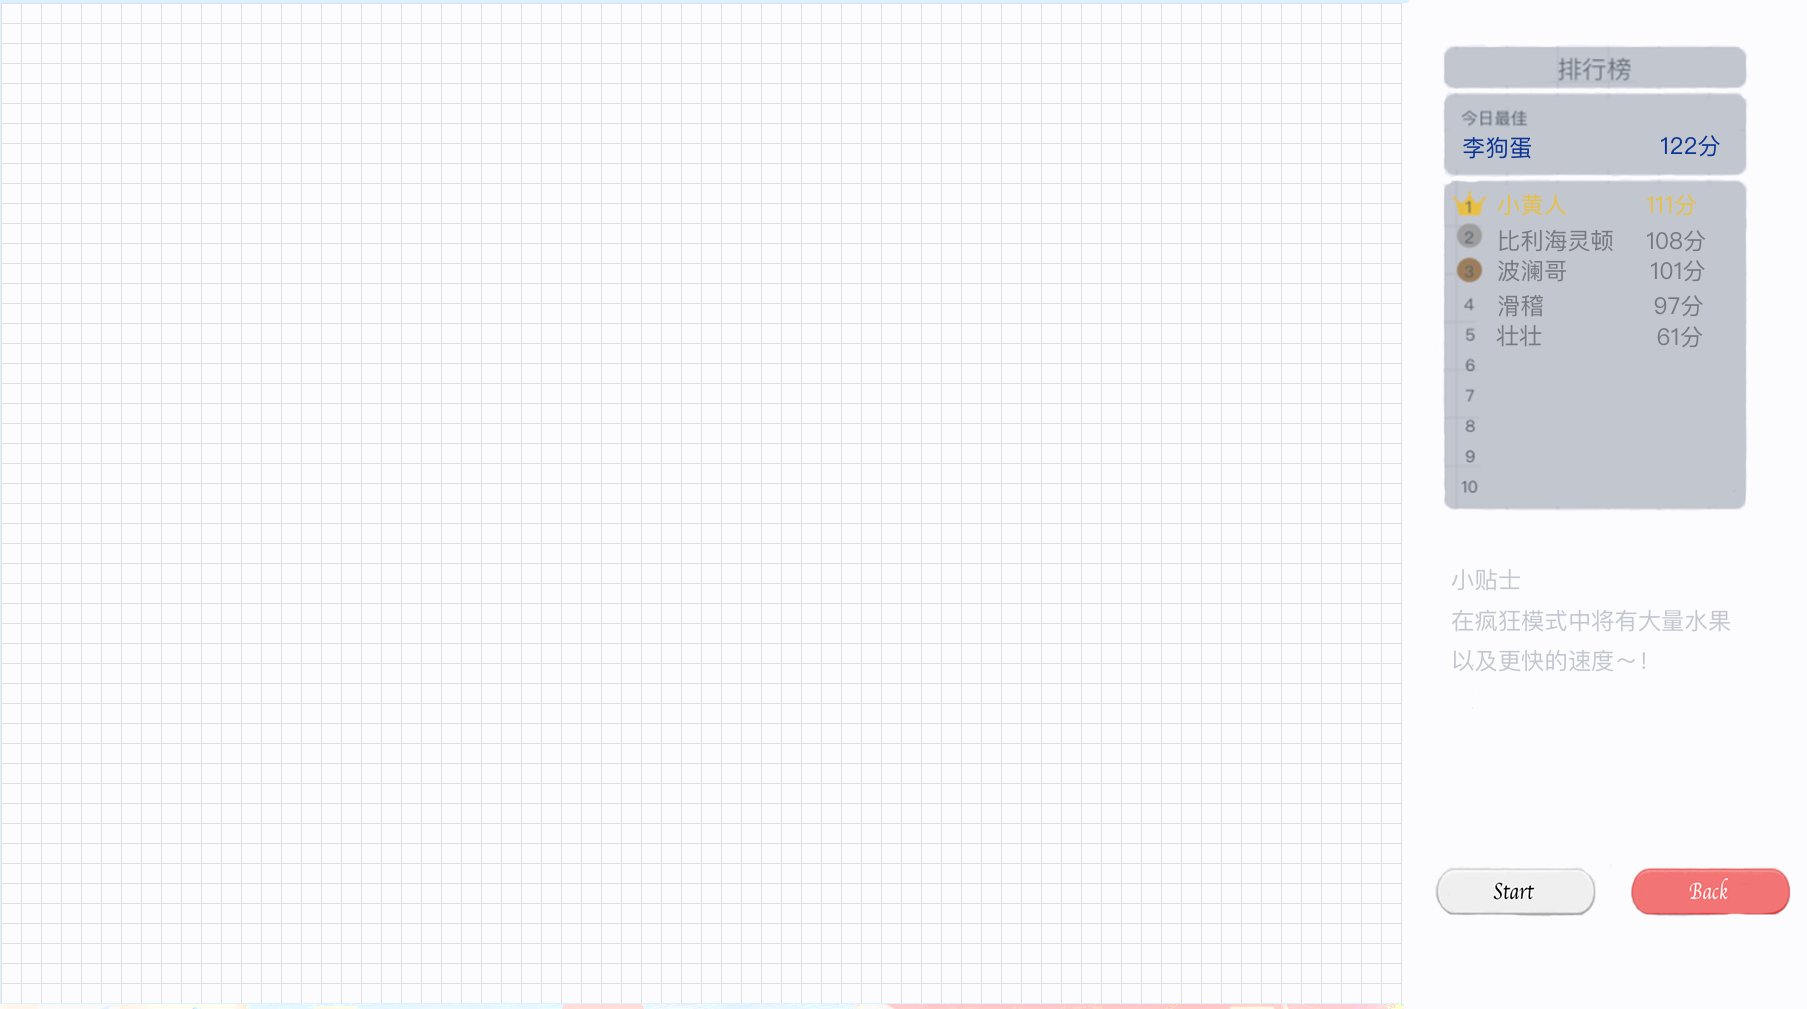 排行榜
今日最佳
李狗蛋 122分
1 小黄人 111分
2 比利海灵顿 108分
3 波澜哥 101分
4 滑稽 97分
5 壮壮 61分
6
7
8
9
10
小贴士
在疯狂模式中将有大量水果
以及更快的速度～！
Start Back